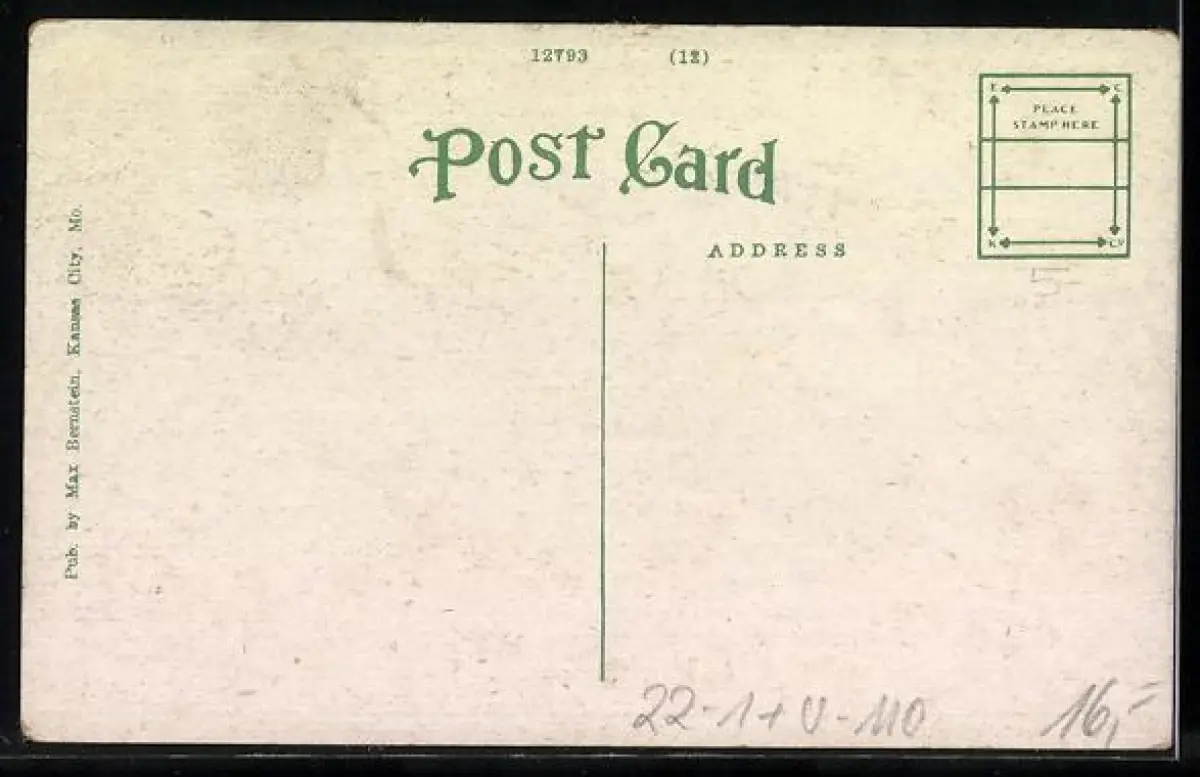 12793 (12)
Post Card
PLACE
STAMP HERE
ADDRESS
Pub. by Max Bernstein, Kansas City, Mo.
5-
22-1+U-110
16,-